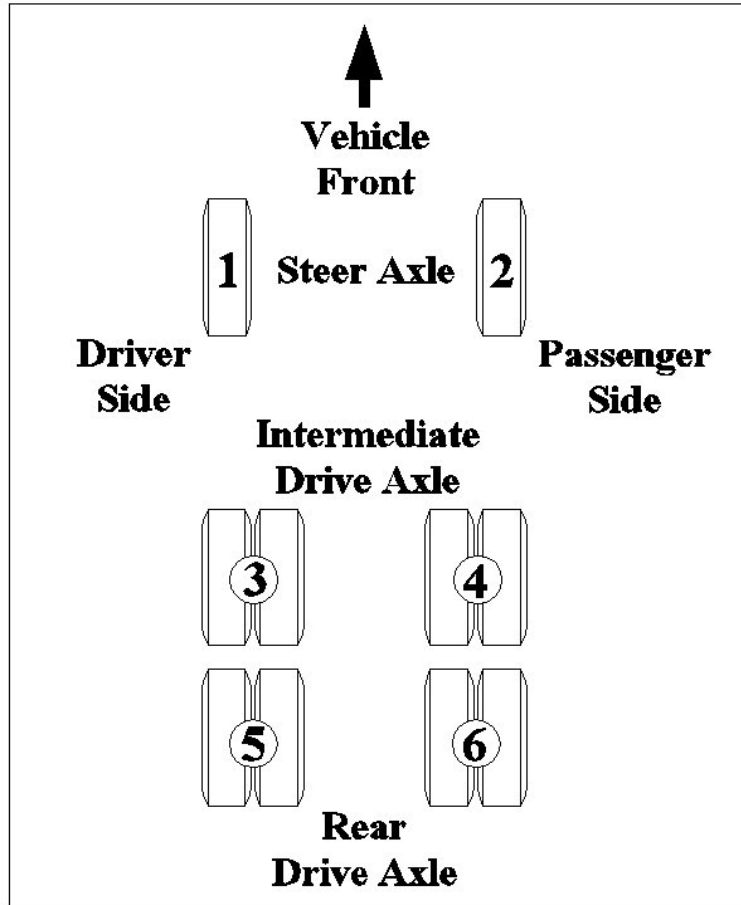 Vehicle
Front
1 Steer Axle 2
Driver
Side
Passenger
Side
Intermediate
Drive Axle
3 4
5 6
Rear
Drive Axle